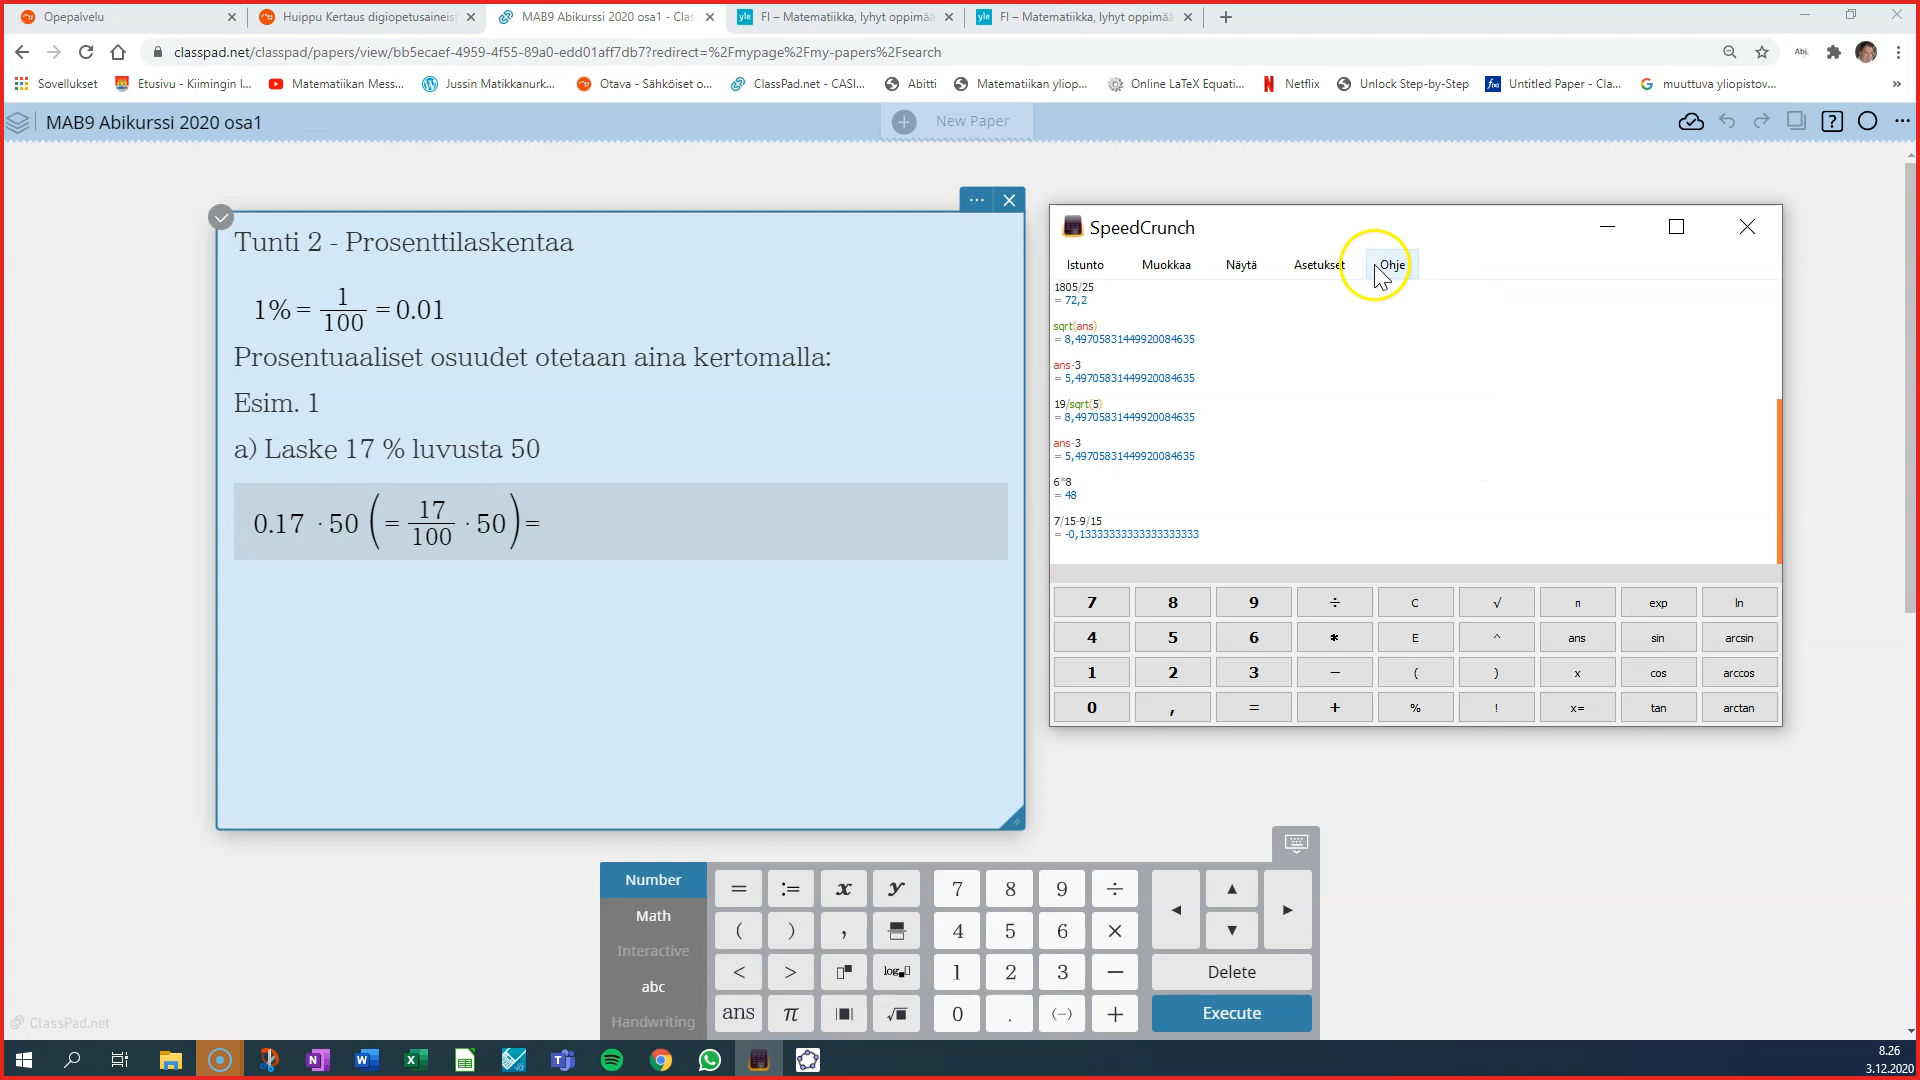 Opepalvelu
Huippu Kertaus digiopetusaineist
MAB9 Abikurssi 2020 osa1 - Clas
FI – Matematiikka, lyhyt oppimää
FI – Matematiikka, lyhyt oppimää
classpad.net/classpad/papers/view/bb5ecaef-4959-4f55-89a0-edd01aff7db7?redirect=%2Fmypage%2Fmy-papers%2Fsearch
Sovellukset
Etusivu - Kiimingin l...
Matematiikan Mess...
Jussin Matikkanurk...
Otava - Sähköiset o...
ClassPad.net - CASI...
Abitti
Matematiikan yliop...
Online LaTeX Equati...
Netflix
Unlock Step-by-Step
Untitled Paper - Cla...
muuttuva yliopistov...
MAB9 Abikurssi 2020 osa1
New Paper
Tunti 2 - Prosenttilaskentaa
1% = 1/100 = 0.01
Prosentuaaliset osuudet otetaan aina kertomalla:
Esim. 1
a) Laske 17 % luvusta 50
0.17 · 50 ( = 17/100 · 50 ) =
SpeedCrunch
Istunto Muokkaa Näytä Asetukset Ohje
1805/25
= 72,2
sqrt(ans)
= 8,49705831449920084635
ans-3
= 5,49705831449920084635
19/sqrt(5)
= 8,49705831449920084635
ans-3
= 5,49705831449920084635
6*8
= 48
7/15-9/15
= -0,13333333333333333333
7 8 9 ÷ C √ π exp ln
4 5 6 * E ^ ans sin arcsin
1 2 3 − ( ) x cos arccos
0 , = + % ! x= tan arctan
Number = := x y 7 8 9 ÷ ◀ ▲ ▶
Math ( ) , 4 5 6 × ▼
Interactive
< > log 1 2 3 − Delete
abc
ans π √ 0 . (−) + Execute
Handwriting
ClassPad.net
8.26
3.12.2020